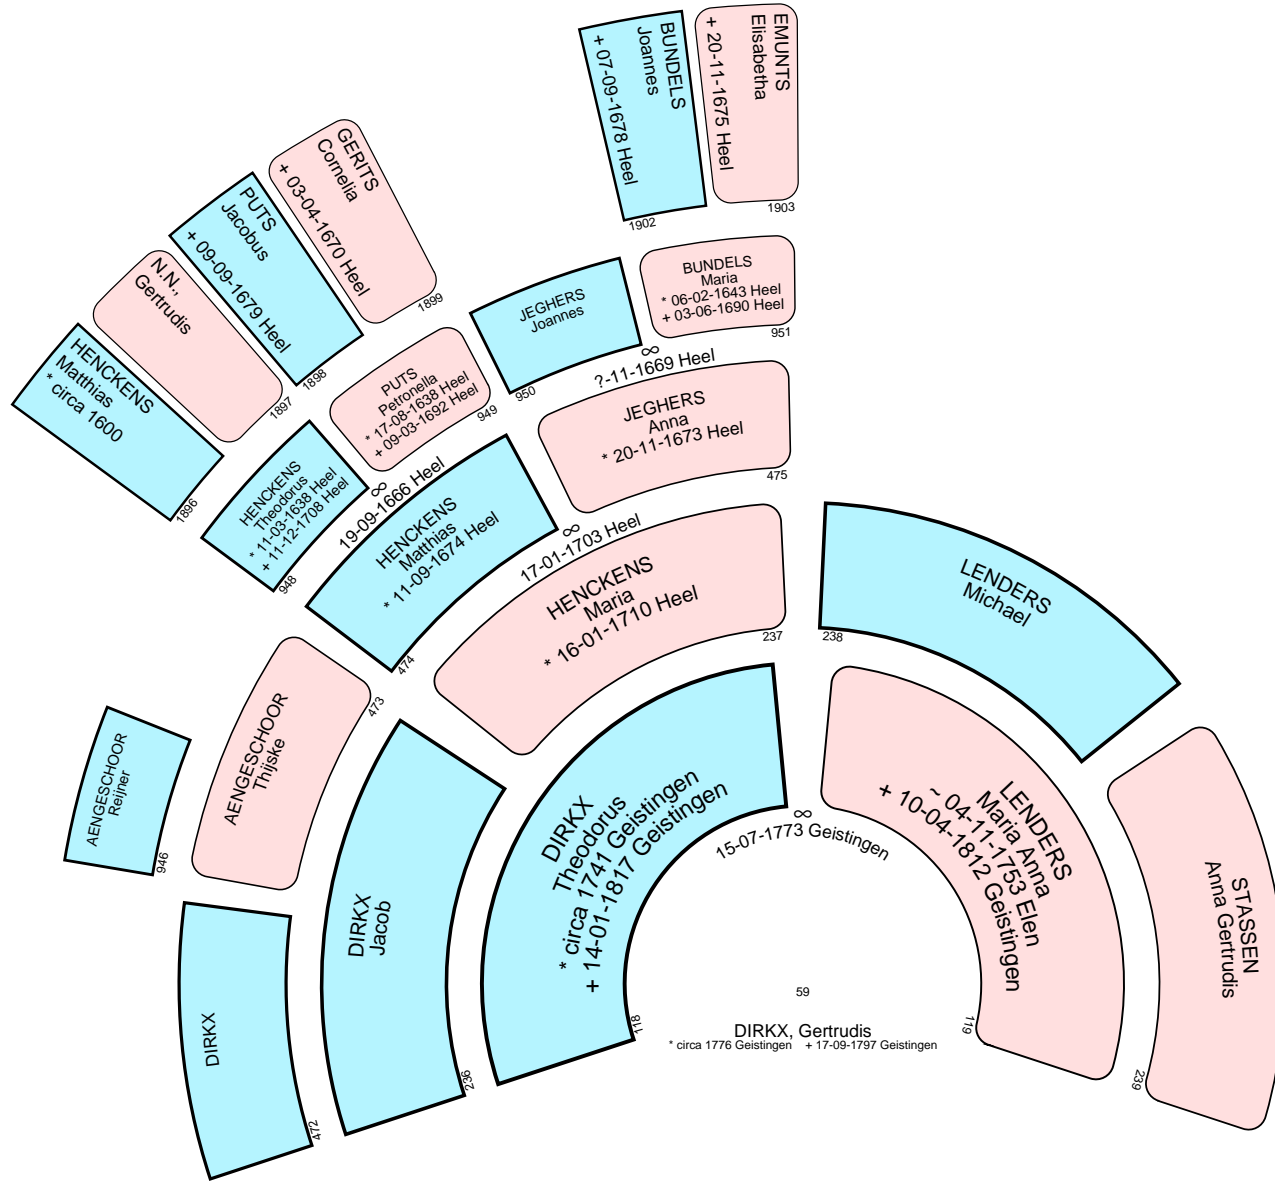 EMUNTS
Elisabetha
+ 20-11-1675 Heel
1903
BUNDELS
Joannes
+ 07-09-1678 Heel
1902
GERITS
Cornelia
+ 03-04-1670 Heel
1899
PUTS
Jacobus
+ 09-09-1679 Heel
1898
N.N.,
Gertrudis
1897
HENCKENS
Matthias
* circa 1600
1896
BUNDELS
Maria
* 06-02-1643 Heel
+ 03-06-1690 Heel
951
JEGHERS
Joannes
950
∞
?-11-1669 Heel
PUTS
Petronella
* 17-08-1638 Heel
+ 09-03-1692 Heel
949
HENCKENS
Theodorus
* 11-03-1638 Heel
+ 11-12-1708 Heel
948
∞
19-09-1666 Heel
AENGESCHOOR
Reijner
946
JEGHERS
Anna
* 20-11-1673 Heel
475
HENCKENS
Matthias
* 11-09-1674 Heel
474
∞
17-01-1703 Heel
AENGESCHOOR
Thijske
473
DIRKX
472
HENCKENS
Maria
* 16-01-1710 Heel
237
DIRKX
Jacob
236
LENDERS
Michael
238
STASSEN
Anna Gertrudis
239
DIRKX
Theodorus
* circa 1741 Geistingen
+ 14-01-1817 Geistingen
118
∞
15-07-1773 Geistingen
LENDERS
Maria Anna
~ 04-11-1753 Elen
+ 10-04-1812 Geistingen
119
59
DIRKX, Gertrudis
* circa 1776 Geistingen + 17-09-1797 Geistingen